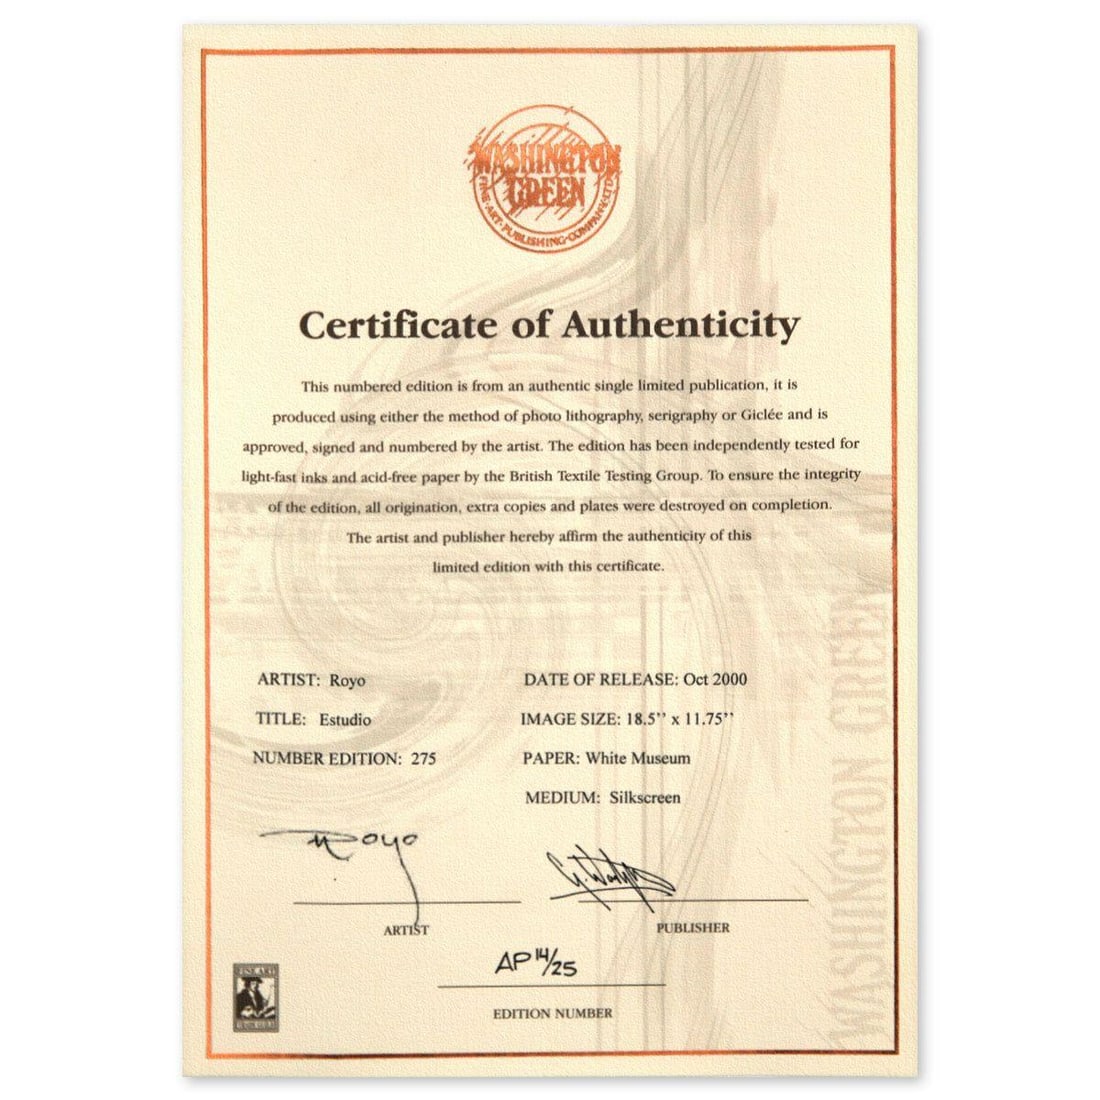 WASHINGTON
GREEN
FINE·ART·PUBLISHING·COMPANY·LTD
Certificate of Authenticity
This numbered edition is from an authentic single limited publication, it is
produced using either the method of photo lithography, serigraphy or Giclée and is
approved, signed and numbered by the artist. The edition has been independently tested for
light-fast inks and acid-free paper by the British Textile Testing Group. To ensure the integrity
of the edition, all origination, extra copies and plates were destroyed on completion.
The artist and publisher hereby affirm the authenticity of this
limited edition with this certificate.
ARTIST: Royo
DATE OF RELEASE: Oct 2000
TITLE: Estudio
IMAGE SIZE: 18.5'' x 11.75''
NUMBER EDITION: 275
PAPER: White Museum
MEDIUM: Silkscreen
Royo
ARTIST
PUBLISHER
AP 14/25
EDITION NUMBER
FINE ART
WASHINGTON GREEN